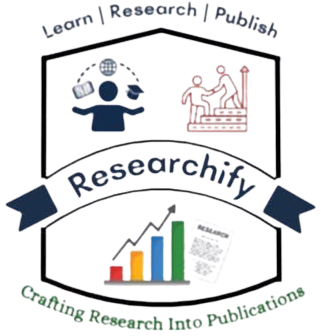 Learn | Research | Publish
Researchify
RESEARCH
Crafting Research Into Publications